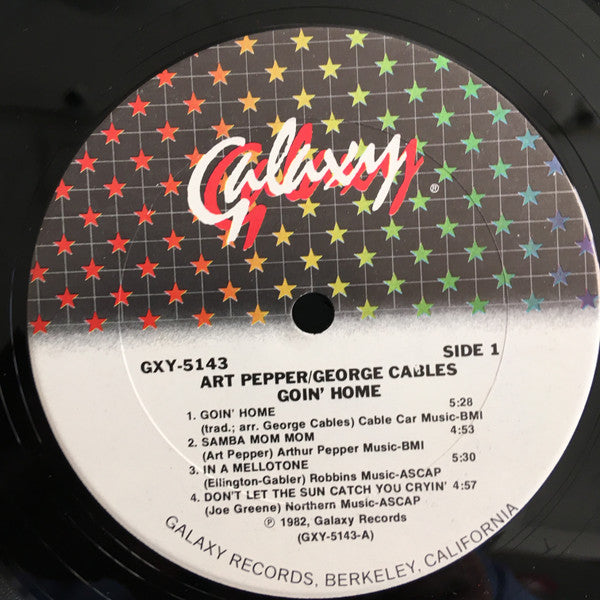 Galaxy®
GXY-5143
SIDE 1
ART PEPPER/GEORGE CABLES
GOIN' HOME
1. GOIN' HOME 5:28
(trad.; arr. George Cables) Cable Car Music-BMI
2. SAMBA MOM MOM 4:53
(Art Pepper) Arthur Pepper Music-BMI
3. IN A MELLOTONE 5:30
(Ellington-Gabler) Robbins Music-ASCAP
4. DON'T LET THE SUN CATCH YOU CRYIN' 4:57
(Joe Greene) Northern Music-ASCAP
℗ 1982, Galaxy Records
(GXY-5143-A)
GALAXY RECORDS, BERKELEY, CALIFORNIA